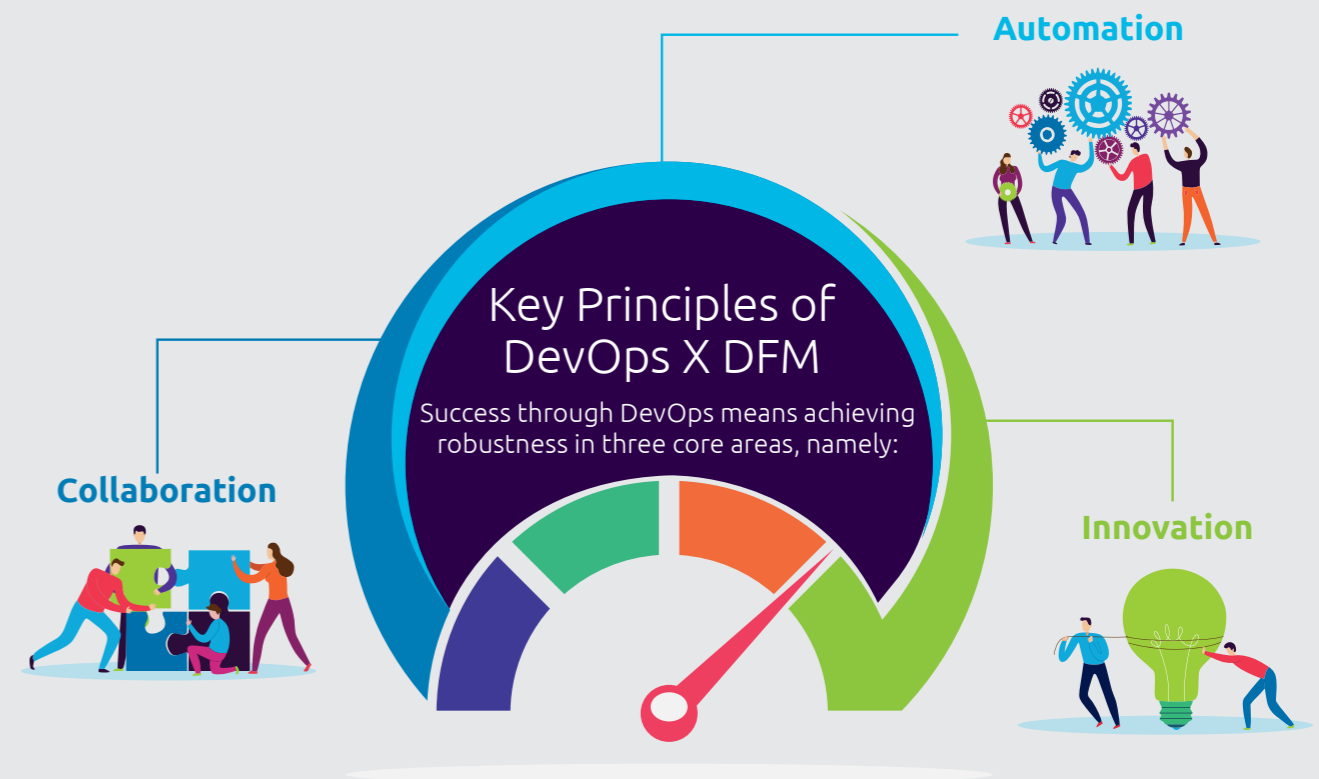 Automation
Key Principles of
DevOps X DFM
Success through DevOps means achieving
robustness in three core areas, namely:
Collaboration
Innovation